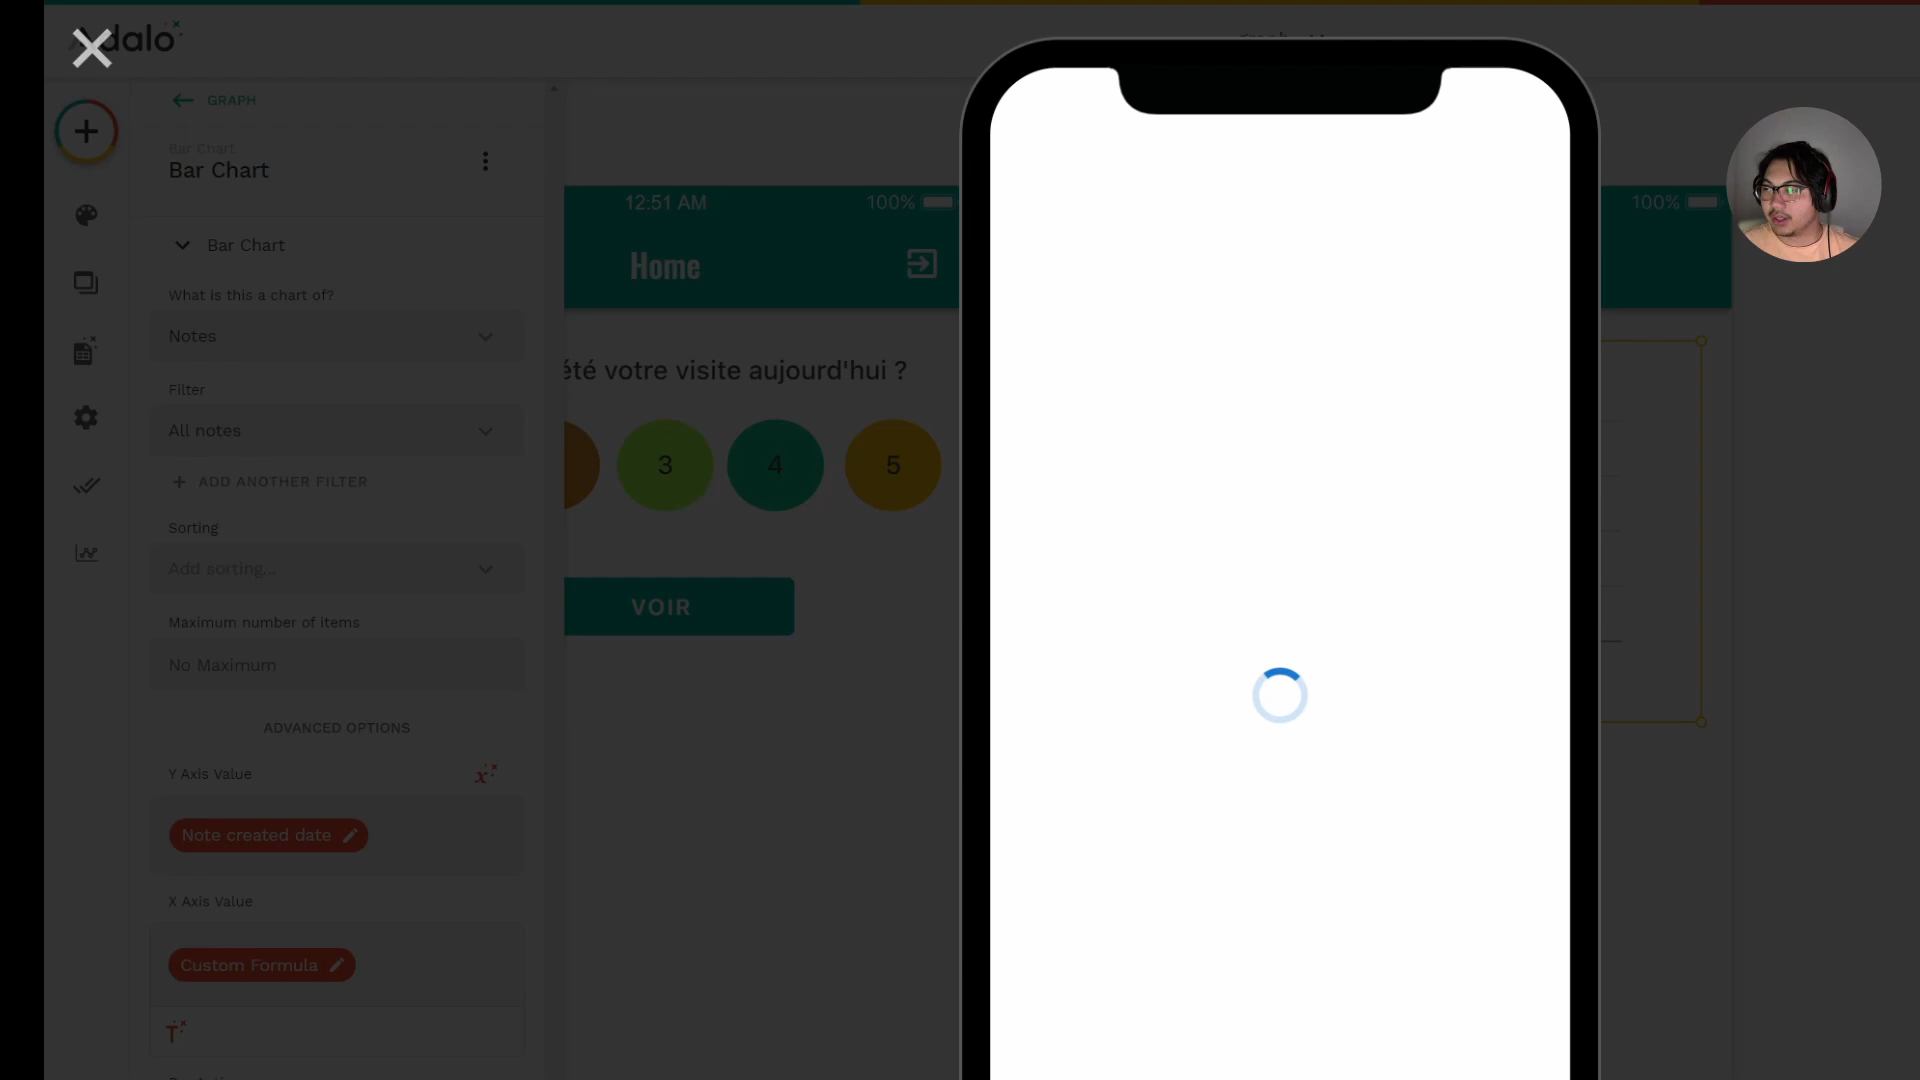 Adalo
GRAPH
Bar Chart
Bar Chart
Bar Chart
What is this a chart of?
Notes
Filter
All notes
ADD ANOTHER FILTER
Sorting
Add sorting...
Maximum number of items
No Maximum
ADVANCED OPTIONS
Y Axis Value
Note created date
X Axis Value
Custom Formula
12:51 AM
100%
Home
été votre visite aujourd'hui ?
3
4
5
VOIR
100%